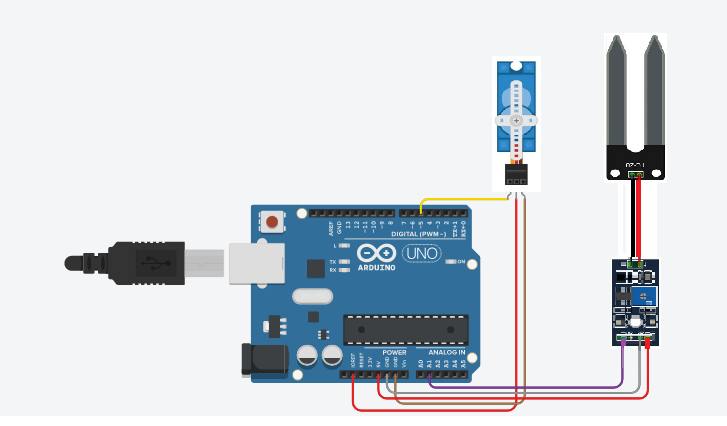 AREF
GND
13
12
~11
~10
~9
8
7
~6
~5
4
~3
2
TX→1
RX←0
DIGITAL (PWM~)
L
TX
RX
ON
UNO
ARDUINO
POWER
ANALOG IN
RESET
3.3V
5V
GND
GND
Vin
A0
A1
A2
A3
A4
A5